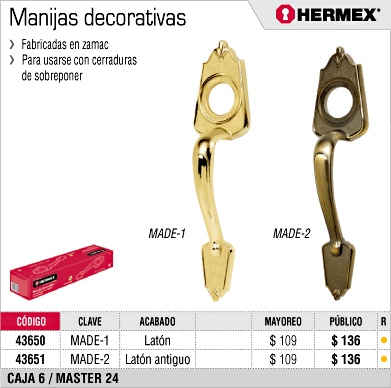 Manijas decorativas
HERMEX®
Fabricadas en zamac
Para usarse con cerraduras
de sobreponer
MADE-1
MADE-2
CÓDIGO CLAVE ACABADO MAYOREO PÚBLICO R
43650 MADE-1 Latón $ 109 $ 136
43651 MADE-2 Latón antiguo $ 109 $ 136
CAJA 6 / MASTER 24